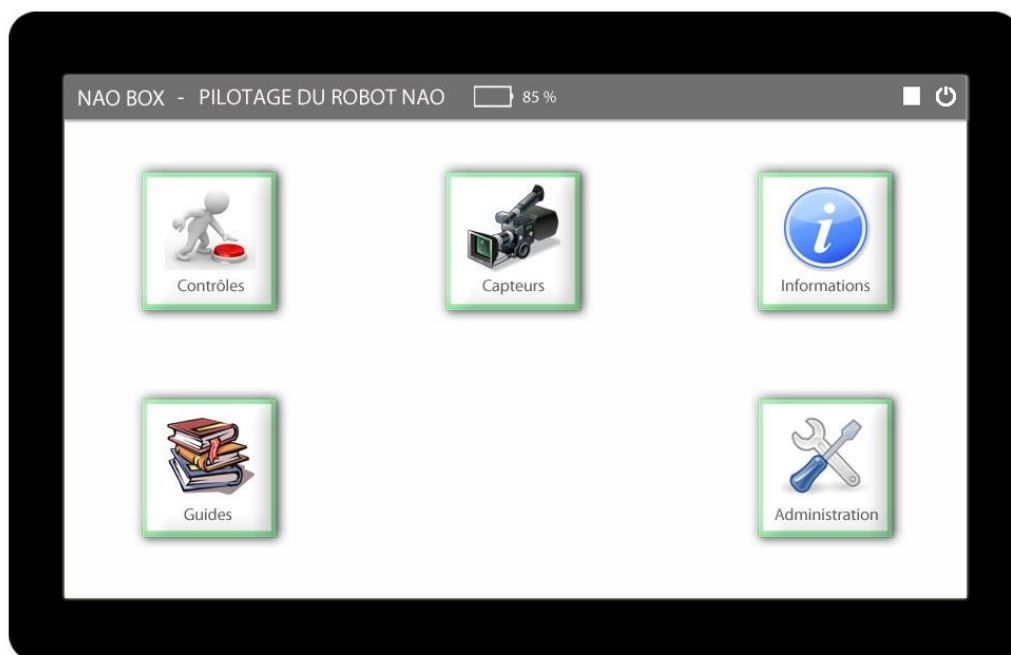 NAO BOX - PILOTAGE DU ROBOT NAO 85 %
Contrôles Capteurs Informations
Guides Administration